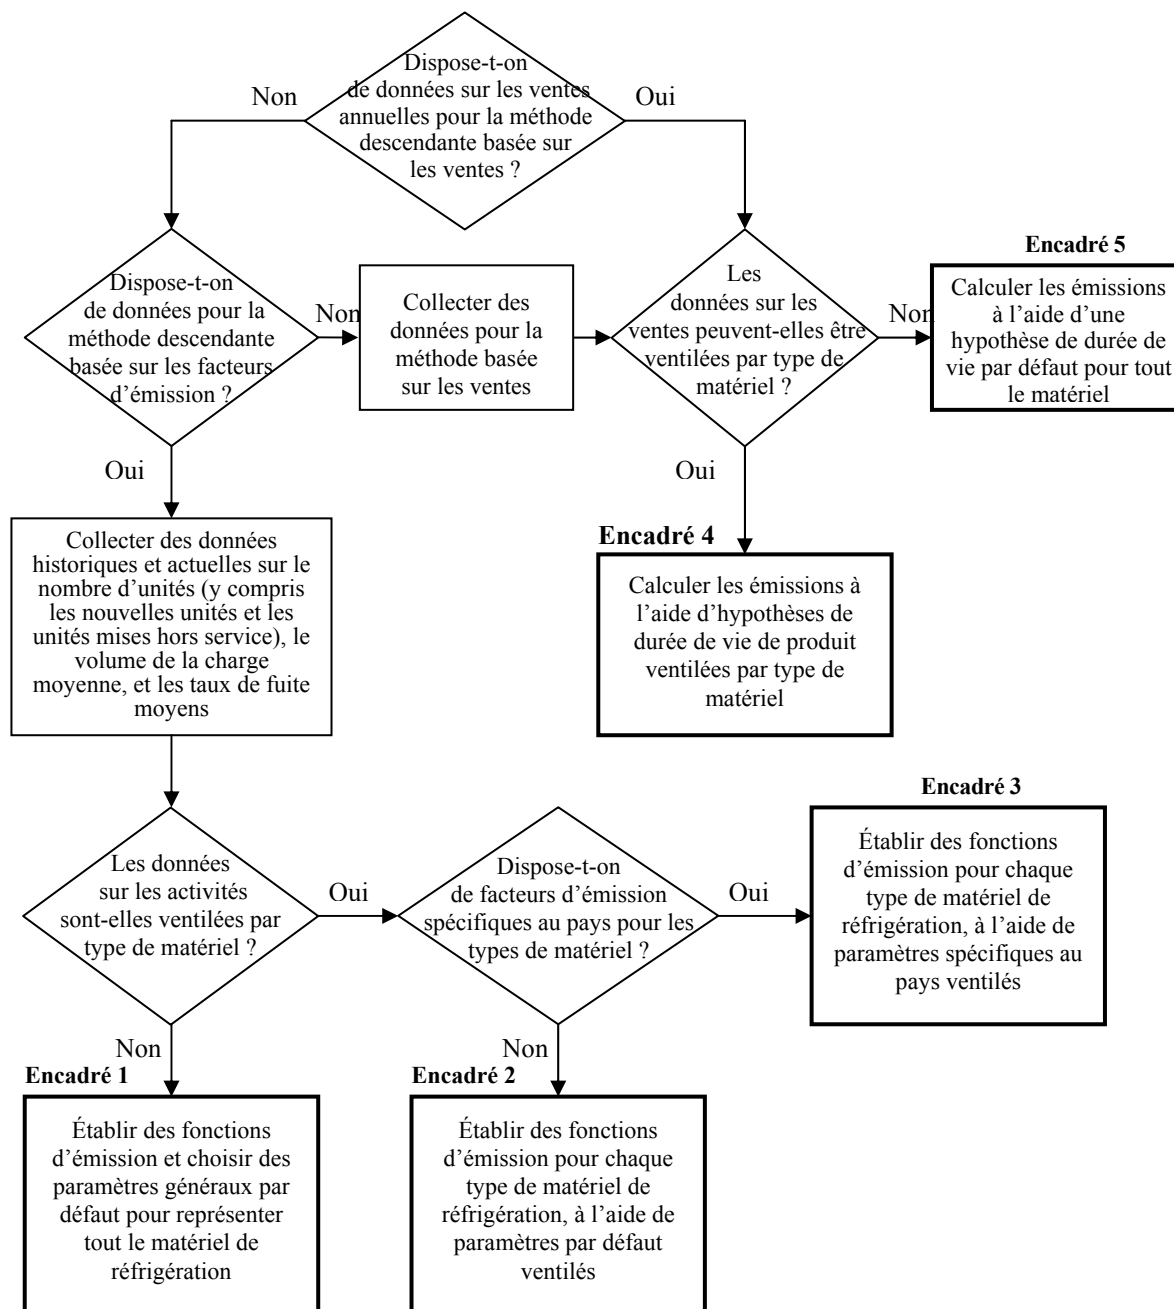 Dispose-t-on
de données sur les ventes
annuelles pour la méthode
descendante basée sur
les ventes ?
Non
Oui
Dispose-t-on
de données pour la
méthode descendante
basée sur les facteurs
d’émission ?
Non
Collecter des
données pour la
méthode basée
sur les ventes
Les
données sur les
ventes peuvent-elles être
ventilées par type de
matériel ?
Non
Encadré 5
Calculer les émissions
à l’aide d’une
hypothèse de durée de
vie par défaut pour tout
le matériel
Oui
Oui
Collecter des données
historiques et actuelles sur le
nombre d’unités (y compris
les nouvelles unités et les
unités mises hors service), le
volume de la charge
moyenne, et les taux de fuite
moyens
Encadré 4
Calculer les émissions à
l’aide d’hypothèses de
durée de vie de produit
ventilées par type de
matériel
Les données
sur les activités
sont-elles ventilées par
type de matériel ?
Oui
Dispose-t-on
de facteurs d’émission
spécifiques au pays pour les
types de matériel ?
Oui
Encadré 3
Établir des fonctions
d’émission pour chaque
type de matériel de
réfrigération, à l’aide de
paramètres spécifiques au
pays ventilés
Non
Encadré 1
Établir des fonctions
d’émission et choisir des
paramètres généraux par
défaut pour représenter
tout le matériel de
réfrigération
Non
Encadré 2
Établir des fonctions
d’émission pour chaque
type de matériel de
réfrigération, à l’aide de
paramètres par défaut
ventilés